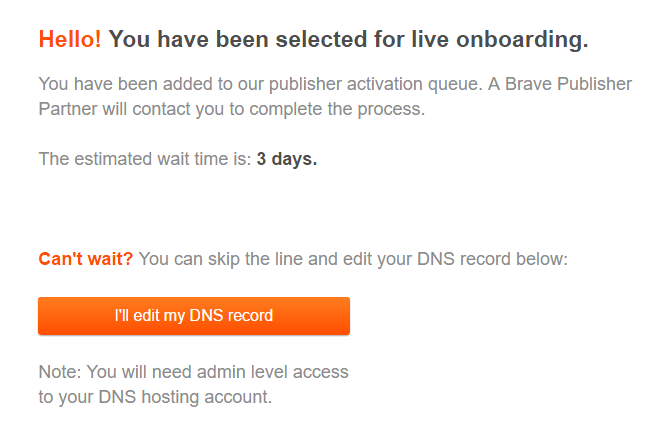 Hello! You have been selected for live onboarding.
You have been added to our publisher activation queue. A Brave Publisher
Partner will contact you to complete the process.
The estimated wait time is: 3 days.
Can't wait? You can skip the line and edit your DNS record below:
I'll edit my DNS record
Note: You will need admin level access
to your DNS hosting account.